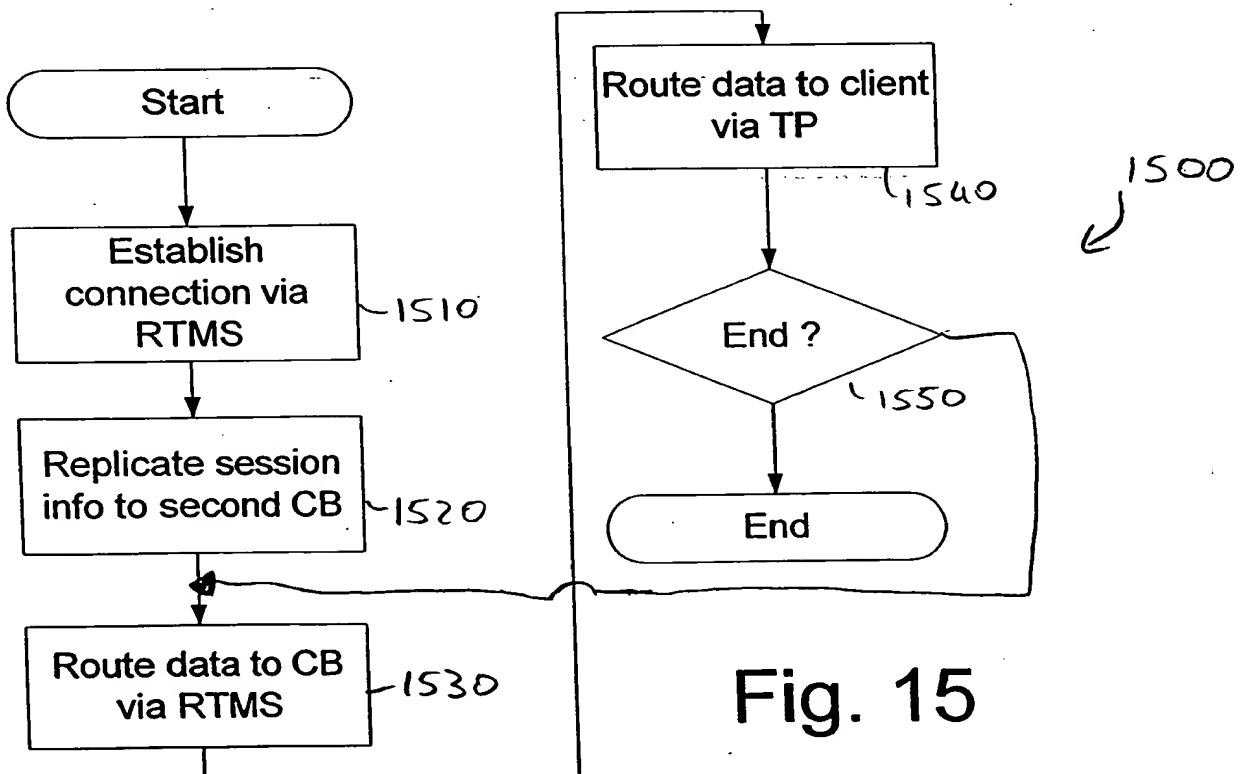 Start
Establish
connection via
RTMS
1510
Replicate session
info to second CB
1520
Route data to CB
via RTMS
1530
Route data to client
via TP
1540
End ?
1550
End
1500
Fig. 15